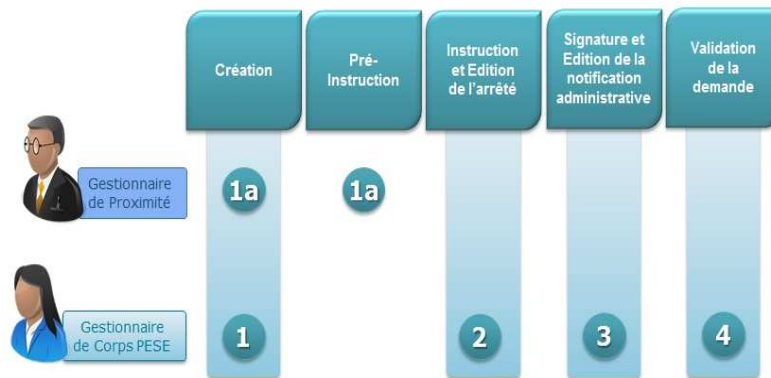 Création
Pré-
Instruction
Instruction
et Edition
de l'arrêté
Signature et
Edition de la
notification
administrative
Validation
de la
demande
Gestionnaire
de Proximité
1a
1a
Gestionnaire
de Corps PESE
1
2
3
4